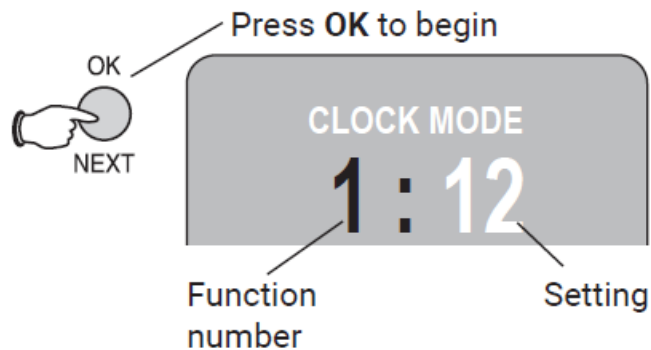 Press OK to begin
OK
NEXT
CLOCK MODE
1 : 12
Function
number
Setting